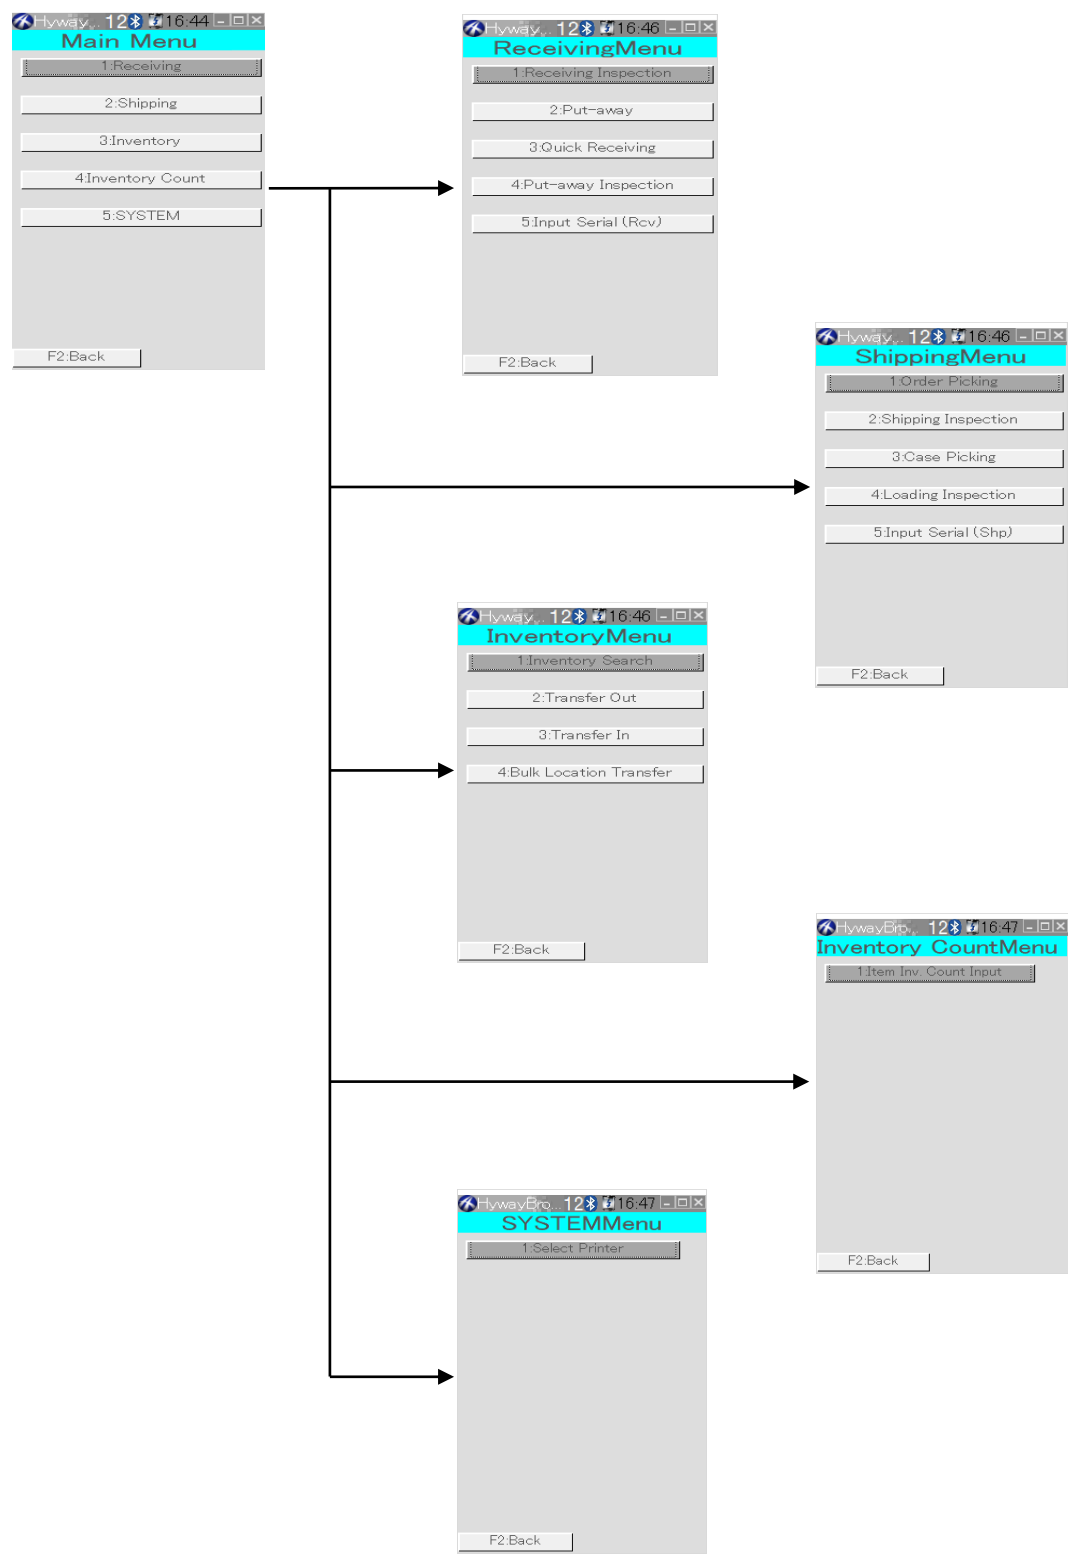 Hyway... 12 16:44
Main Menu
1:Receiving
2:Shipping
3:Inventory
4:Inventory Count
5:SYSTEM
F2:Back
Hyway... 12 16:46
ReceivingMenu
1:Receiving Inspection
2:Put-away
3:Quick Receiving
4:Put-away Inspection
5:Input Serial (Rcv)
F2:Back
Hyway... 12 16:46
ShippingMenu
1:Order Picking
2:Shipping Inspection
3:Case Picking
4:Loading Inspection
5:Input Serial (Shp)
F2:Back
Hyway... 12 16:46
InventoryMenu
1:Inventory Search
2:Transfer Out
3:Transfer In
4:Bulk Location Transfer
F2:Back
HywayBro... 12 16:47
Inventory CountMenu
1:Item Inv. Count Input
F2:Back
HywayBro... 12 16:47
SYSTEMMenu
1:Select Printer
F2:Back